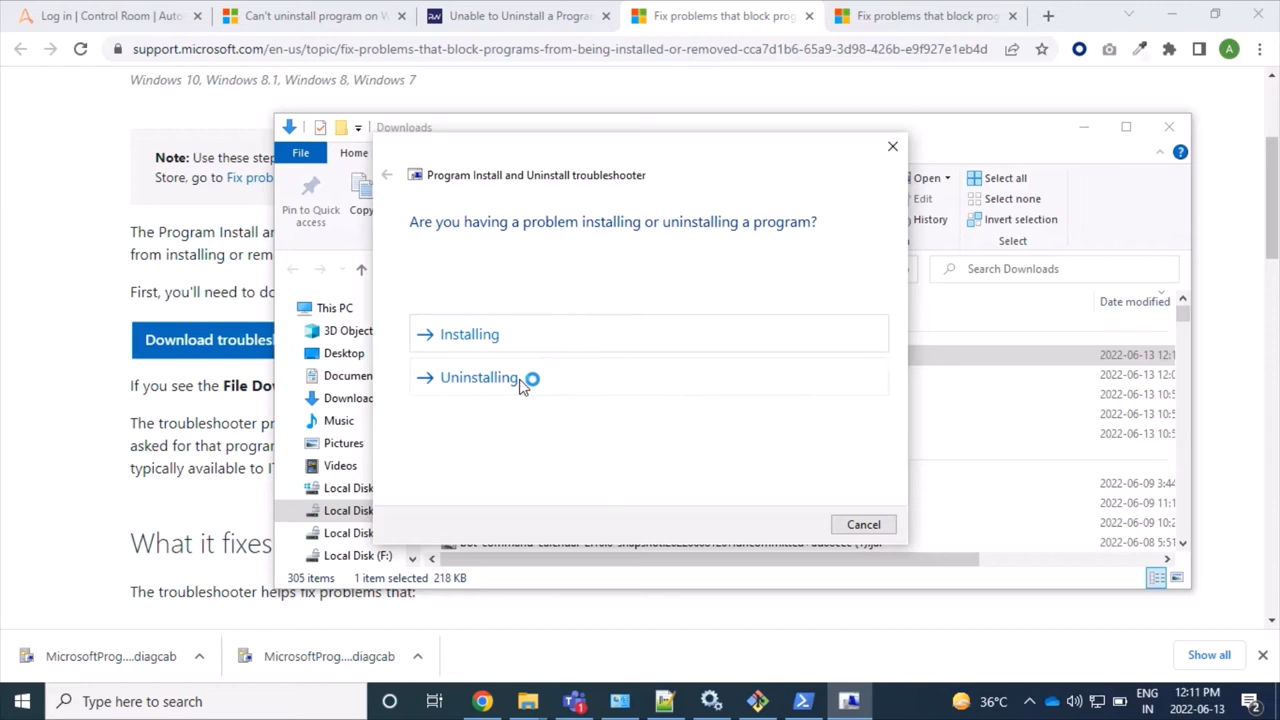 Log in | Control Room | Auto
Can't uninstall program on W
Unable to Uninstall a Program
Fix problems that block prog
Fix problems that block prog
support.microsoft.com/en-us/topic/fix-problems-that-block-programs-from-being-installed-or-removed-cca7d1b6-65a9-3d98-426b-e9f927e1eb4d
A
Windows 10, Windows 8.1, Windows 8, Windows 7
Note: Use these step
Store, go to Fix prob
The Program Install an
from installing or rem
First, you'll need to do
Download troubles
If you see the File Dow
The troubleshooter pr
asked for that program
typically available to I
What it fixes
The troubleshooter helps fix problems that:
Downloads
File
Home
Pin to Quick
access
Copy
Open
Edit
History
Select all
Select none
Invert selection
Select
Search Downloads
This PC
3D Object
Desktop
Documen
Download
Music
Pictures
Videos
Local Disk
Local Disk
Local Disk
Local Disk (F:)
Date modified
2022-06-13 12:1
2022-06-13 12:0
2022-06-13 10:5
2022-06-13 10:5
2022-06-13 10:5
2022-06-09 3:44
2022-06-09 11:1
2022-06-09 10:2
2022-06-08 5:51
305 items
1 item selected
218 KB
Program Install and Uninstall troubleshooter
Are you having a problem installing or uninstalling a program?
Installing
Uninstalling
Cancel
MicrosoftProg....diagcab
MicrosoftProg....diagcab
Show all
Type here to search
36°C
ENG
IN
12:11 PM
2022-06-13
2